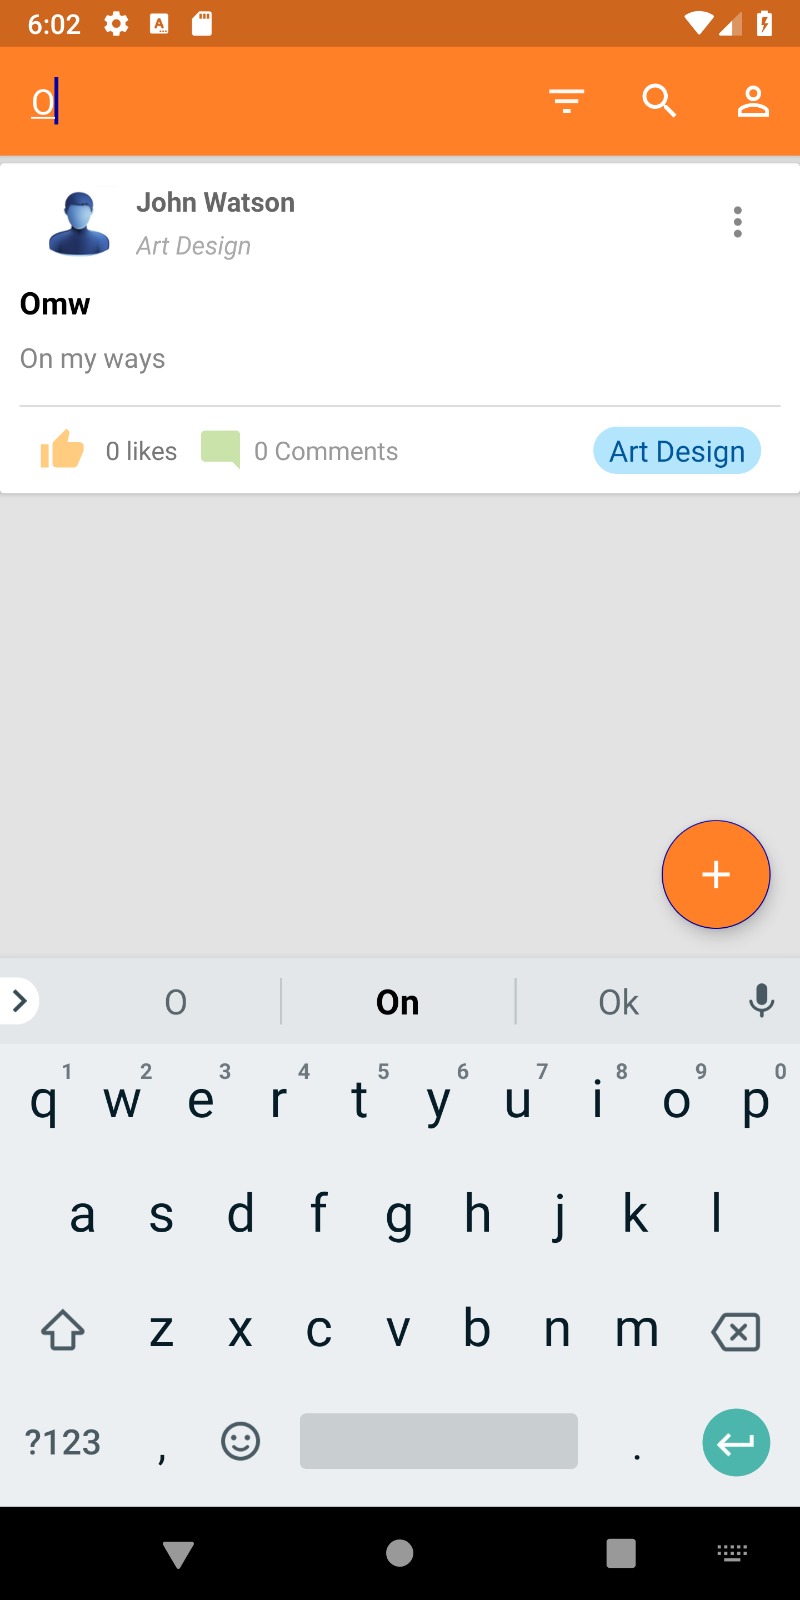 6:02
O
John Watson
Art Design
Omw
On my ways
0 likes 0 Comments Art Design
O On Ok
1 2 3 4 5 6 7 8 9 0
q w e r t y u i o p
a s d f g h j k l
z x c v b n m
?123 , .